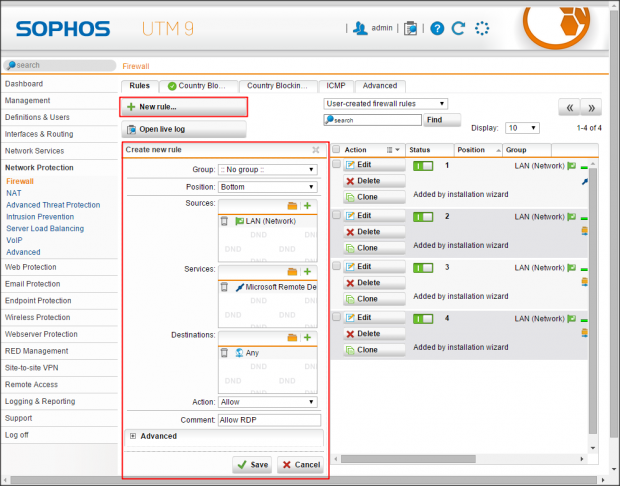 SOPHOS UTM 9
admin
search
Firewall
Dashboard
Management
Definitions & Users
Interfaces & Routing
Network Services
Network Protection
Firewall
NAT
Advanced Threat Protection
Intrusion Prevention
Server Load Balancing
VoIP
Advanced
Web Protection
Email Protection
Endpoint Protection
Wireless Protection
Webserver Protection
RED Management
Site-to-site VPN
Remote Access
Logging & Reporting
Support
Log off
Rules
Country Blo...
Country Blockin...
ICMP
Advanced
New rule...
Open live log
User-created firewall rules
search
Find
Display: 10
1-4 of 4
Create new rule
Group: :: No group ::
Position: Bottom
Sources:
LAN (Network)
DND DND
DND DND
Services:
Microsoft Remote De
DND DND
DND DND
Destinations:
Any
DND DND
DND DND
Action: Allow
Comment: Allow RDP
Advanced
Save
Cancel
Action Status Position Group
Edit 1 LAN (Network)
Delete
Added by installation wizard
Clone
Edit 2 LAN (Network)
Delete
Added by installation wizard
Clone
Edit 3 LAN (Network)
Delete
Added by installation wizard
Clone
Edit 4 LAN (Network)
Delete
Added by installation wizard
Clone